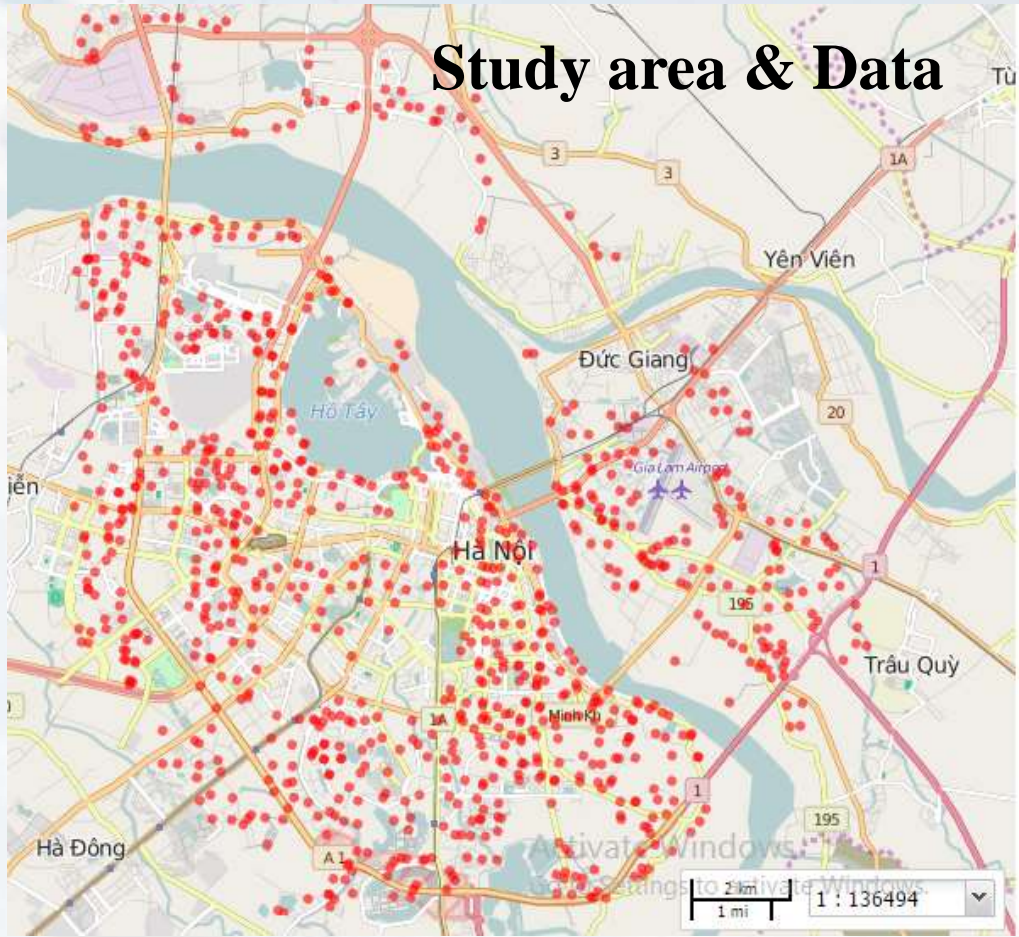 Study area & Data
Từ
3
1A
3
Yên Viên
Đức Giang
20
Hồ Tây
iễn
Gia Lam Airport
Hà Nội
1
195
Trâu Quỳ
1A
Minh Kh
1
195
Hà Đông
A 1
Activate Windows
Go to Settings to activate Windows.
2 km
1 mi
1 : 136494